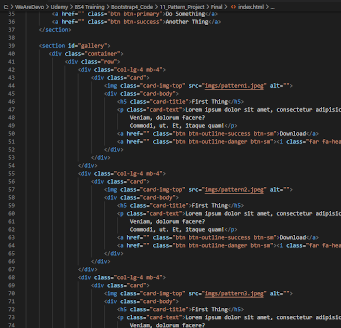 C: > WeAreDevo > Udemy > BS4 Training > Bootstrap4_Code > 11_Pattern_Project > Final > index.html > ...
35 <a href="" class="btn btn-primary">Do Something</a>
36 <a href="" class="btn btn-success">Another Thing</a>
37 </section>
38
39 <section id="gallery">
40 <div class="container">
41 <div class="row">
42 <div class="col-lg-4 mb-4">
43 <div class="card">
44 <img class="card-img-top" src="imgs/pattern1.jpeg" alt="">
45 <div class="card-body">
46 <h5 class="card-title">First Thing</h5>
47 <p class="card-text">Lorem ipsum dolor sit amet, consectetur adipisic
48 Veniam, dolorum facere?
49 Commodi, ut. Et, itaque quam!</p>
50 <a href="" class="btn btn-outline-success btn-sm">Download</a>
51 <a href="" class="btn btn-outline-danger btn-sm"><i class="far fa-hea
52 </div>
53 </div>
54 </div>
55 <div class="col-lg-4 mb-4">
56 <div class="card">
57 <img class="card-img-top" src="imgs/pattern2.jpeg" alt="">
58 <div class="card-body">
59 <h5 class="card-title">First Thing</h5>
60 <p class="card-text">Lorem ipsum dolor sit amet, consectetur adipisic
61 Veniam, dolorum facere?
62 Commodi, ut. Et, itaque quam!</p>
63 <a href="" class="btn btn-outline-success btn-sm">Download</a>
64 <a href="" class="btn btn-outline-danger btn-sm"><i class="far fa-hea
65 </div>
66 </div>
67 </div>
68 <div class="col-lg-4 mb-4">
69 <div class="card">
70 <img class="card-img-top" src="imgs/pattern3.jpeg" alt="">
71 <div class="card-body">
72 <h5 class="card-title">First Thing</h5>
73 <p class="card-text">Lorem ipsum dolor sit amet, consectetur adipisic
74 Veniam, dolorum facere?